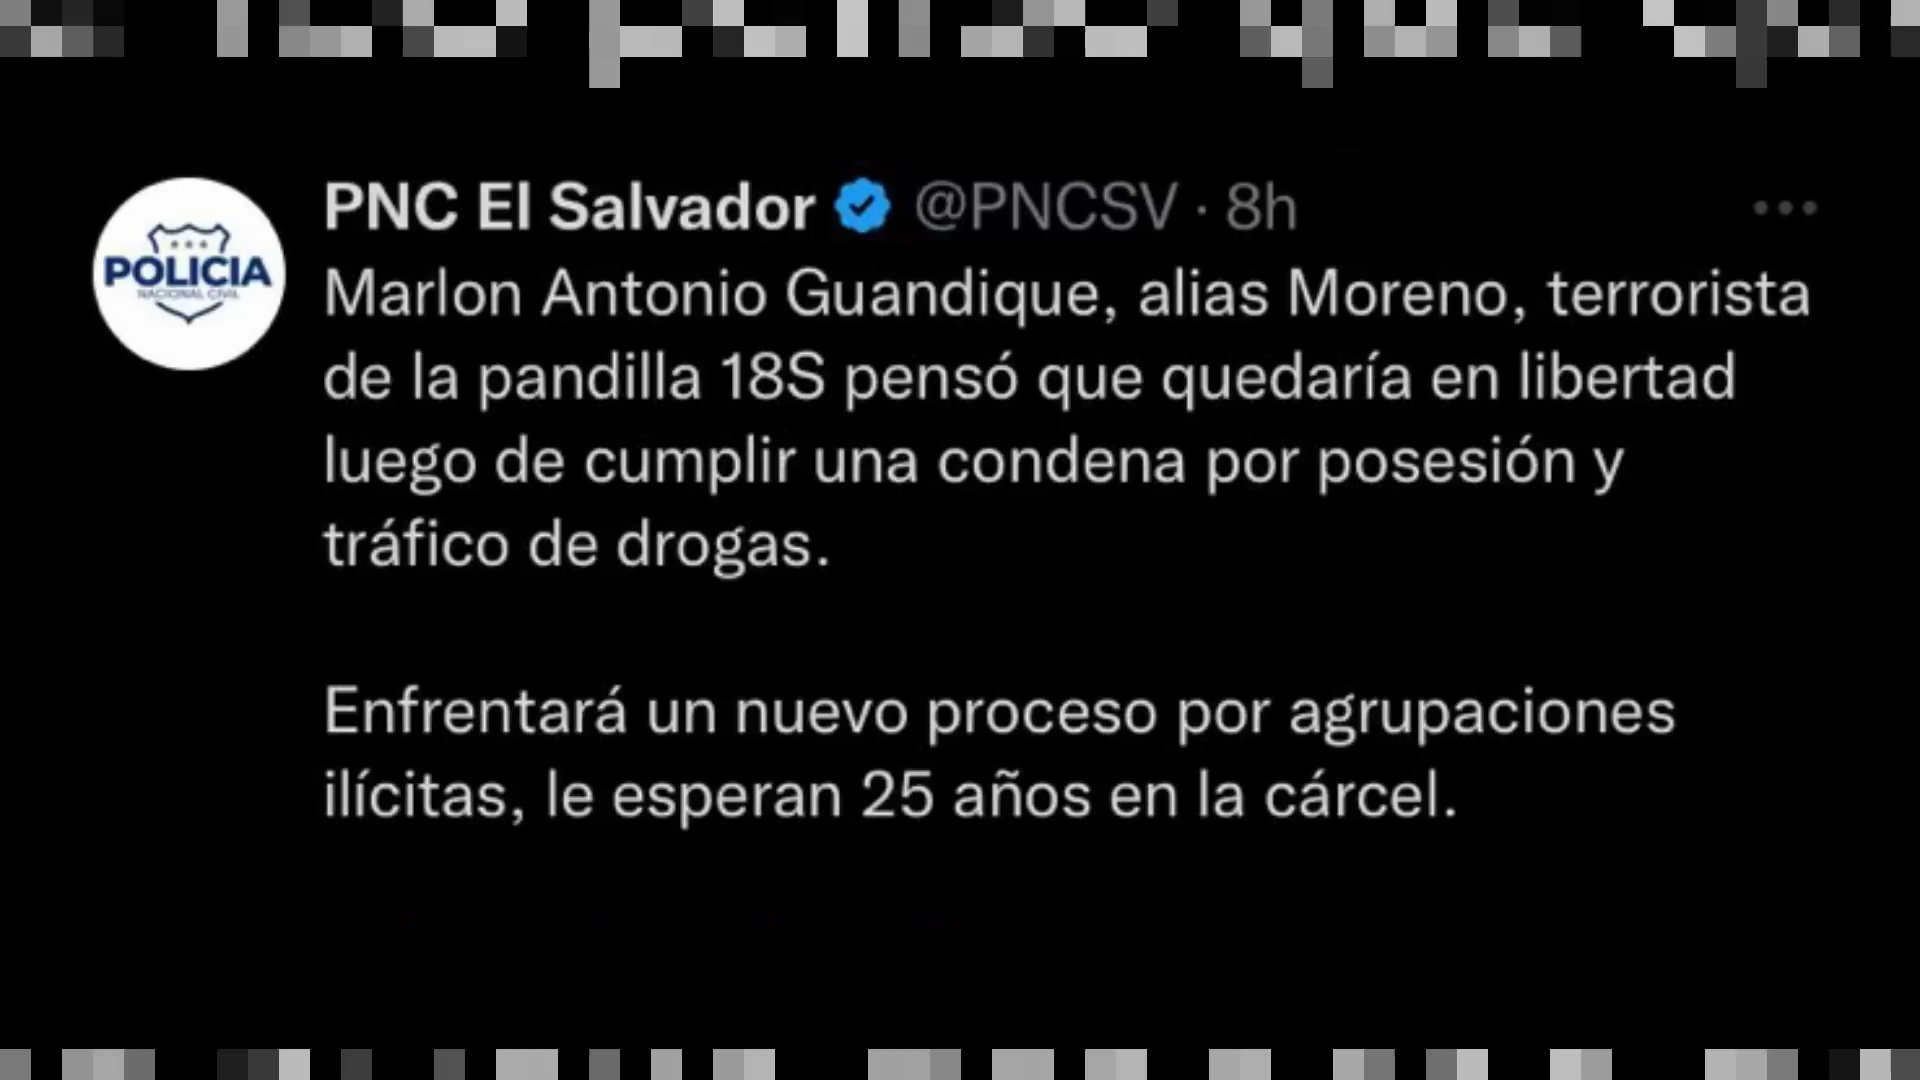 PNC El Salvador @PNCSV · 8h
POLICIA
NACIONAL CIVIL
Marlon Antonio Guandique, alias Moreno, terrorista
de la pandilla 18S pensó que quedaría en libertad
luego de cumplir una condena por posesión y
tráfico de drogas.
Enfrentará un nuevo proceso por agrupaciones
ilícitas, le esperan 25 años en la cárcel.